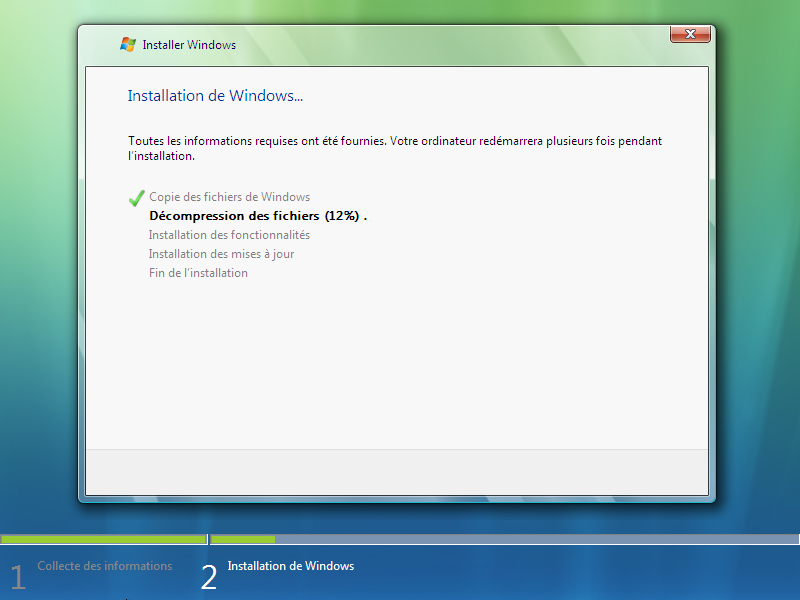 Installer Windows
Installation de Windows...
Toutes les informations requises ont été fournies. Votre ordinateur redémarrera plusieurs fois pendant
l'installation.
Copie des fichiers de Windows
Décompression des fichiers (12%) .
Installation des fonctionnalités
Installation des mises à jour
Fin de l'installation
1 Collecte des informations
2 Installation de Windows